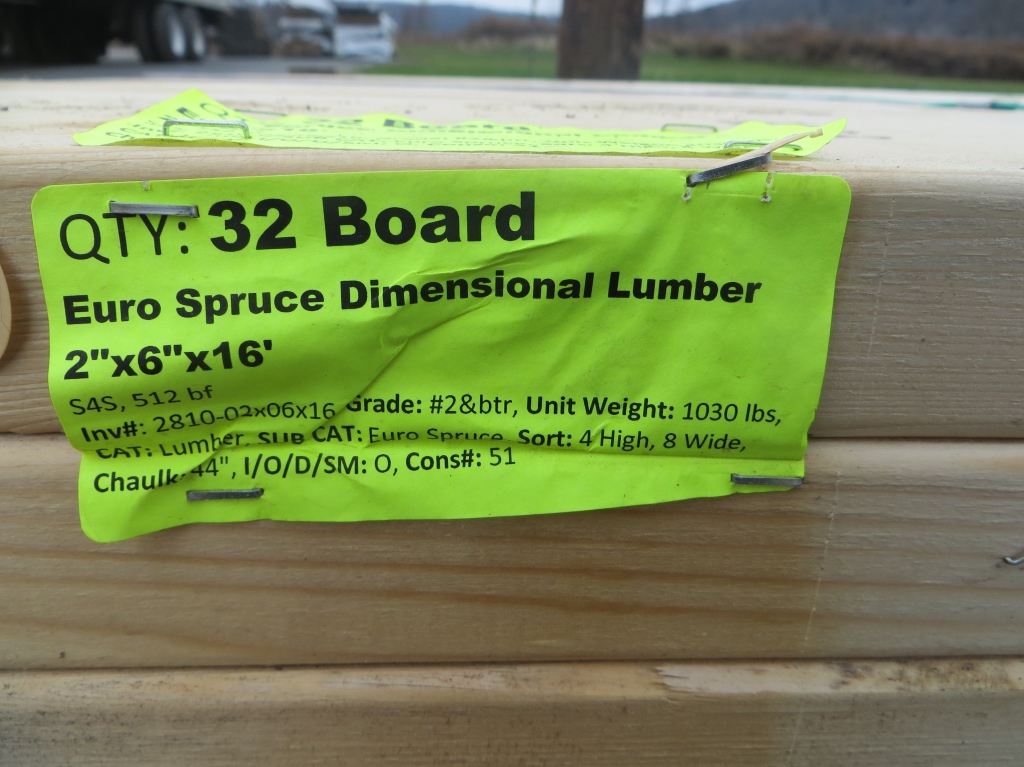 Board
QTY: 32 Board
Euro Spruce Dimensional Lumber
2"x6"x16'
S4S, 512 bf
Inv#: 2810-02x06x16 Grade: #2&btr, Unit Weight: 1030 lbs,
CAT: Lumber, SUB CAT: Euro Spruce, Sort: 4 High, 8 Wide,
Chaulk: 44", I/O/D/SM: O, Cons#: 51